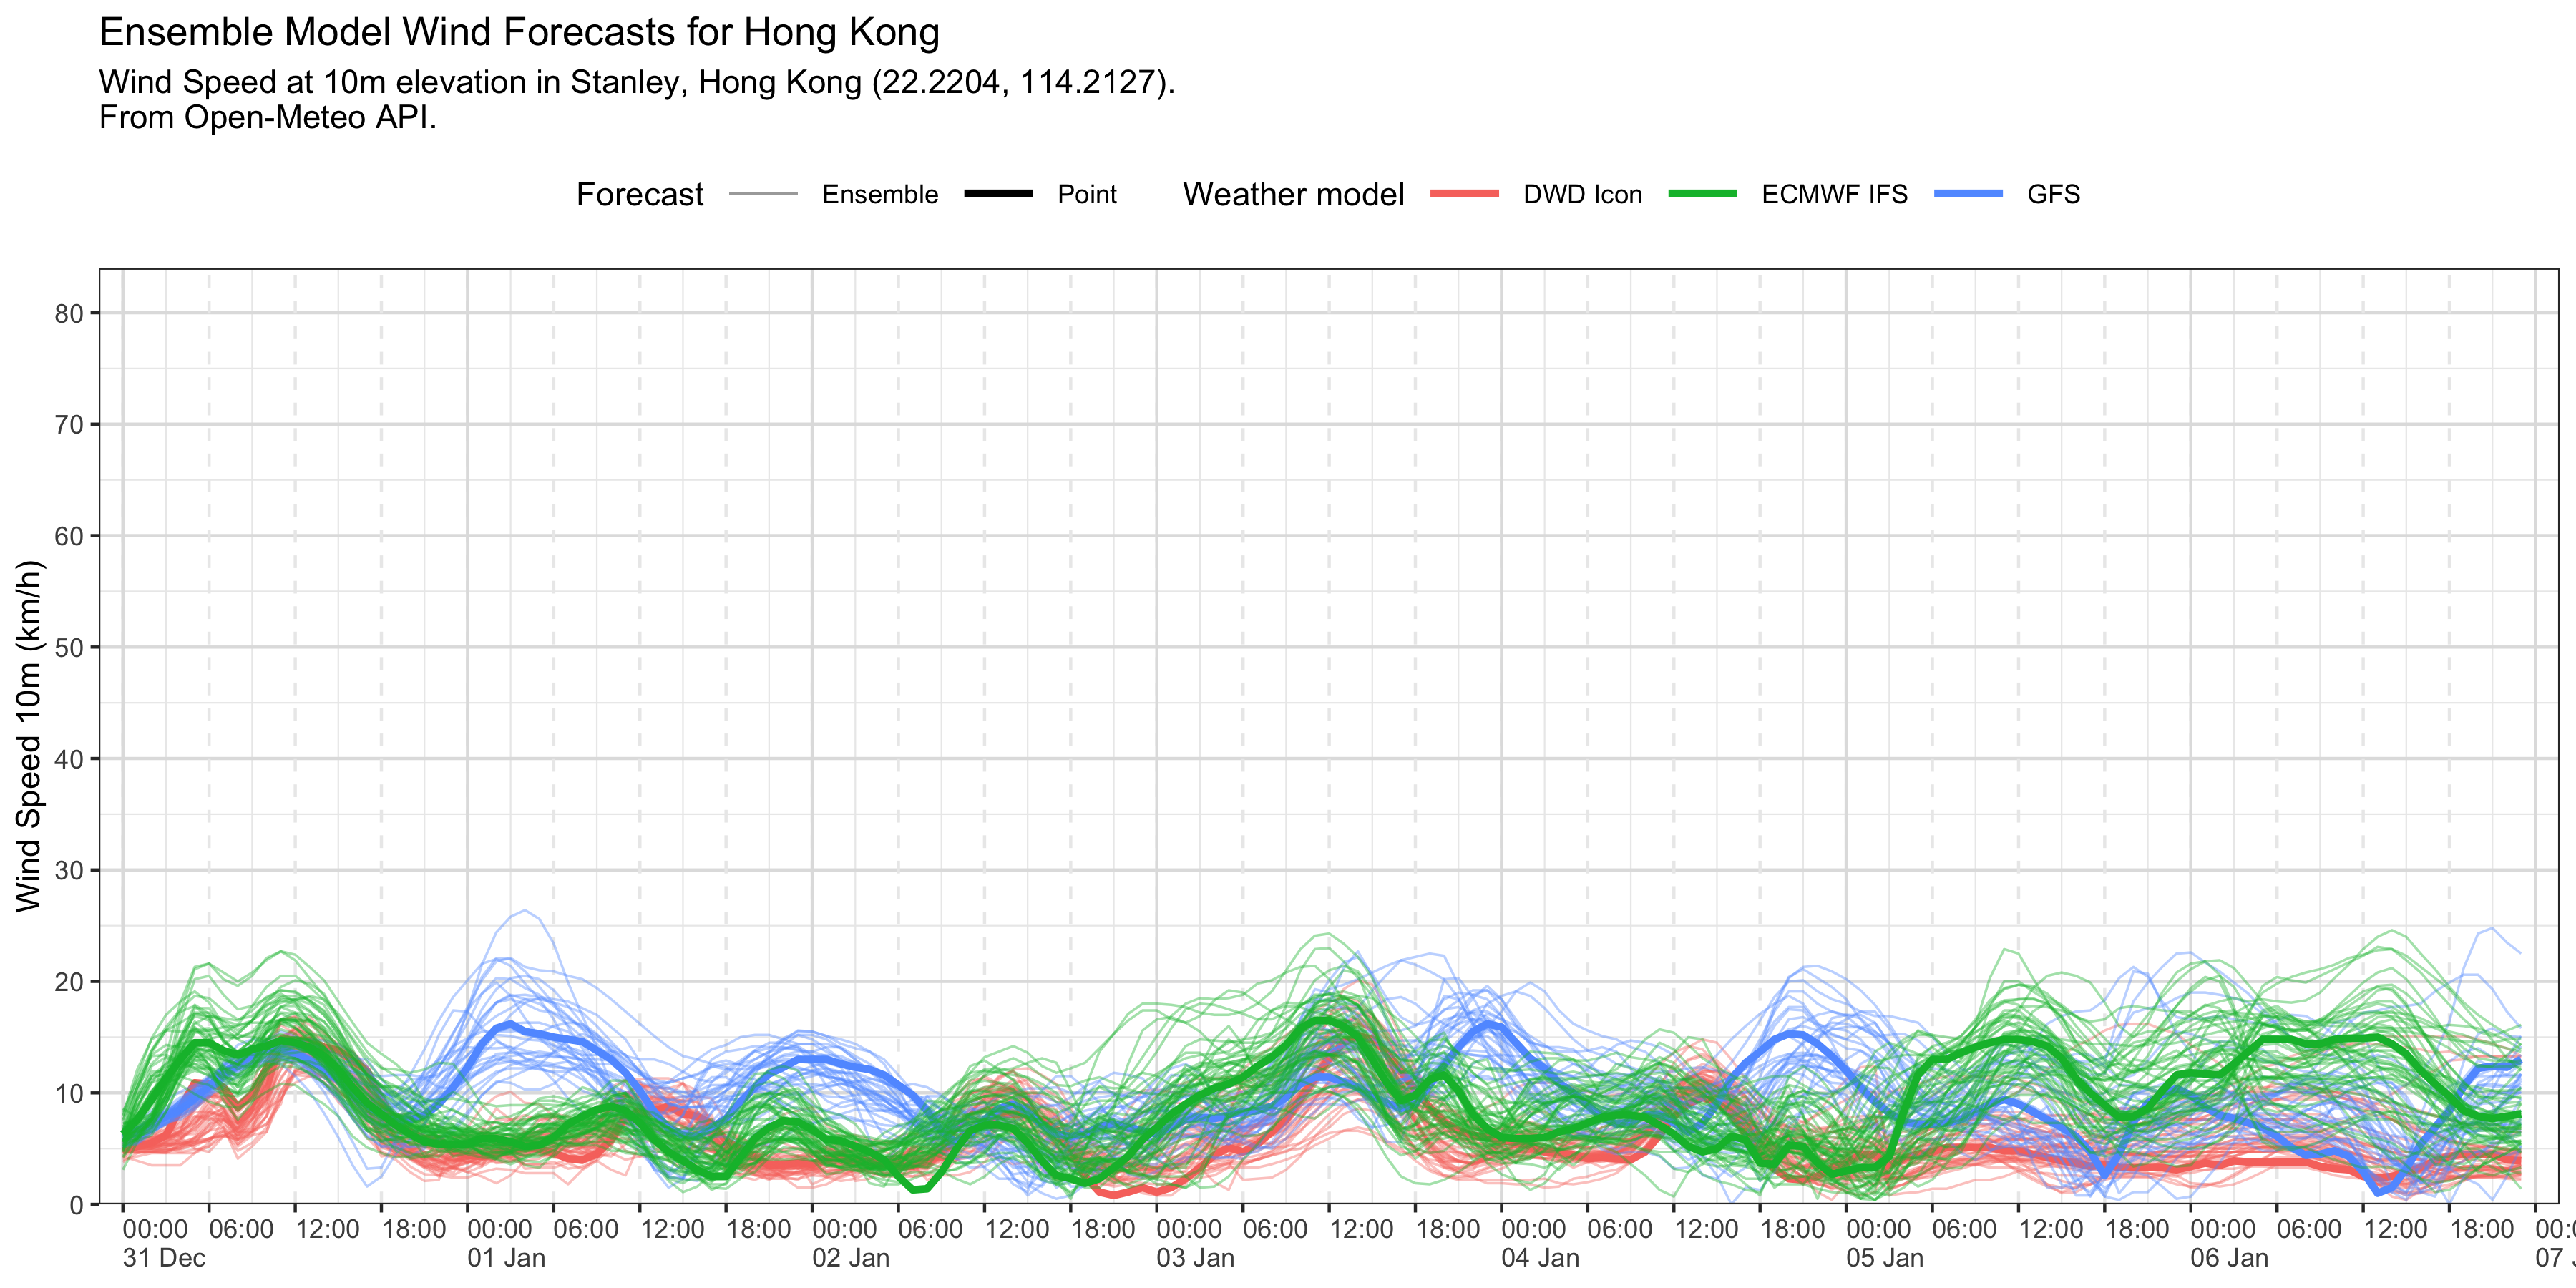 Ensemble Model Wind Forecasts for Hong Kong
Wind Speed at 10m elevation in Stanley, Hong Kong (22.2204, 114.2127).
From Open-Meteo API.
Forecast Ensemble Point Weather model DWD Icon ECMWF IFS GFS
Wind Speed 10m (km/h)
80
70
60
50
40
30
20
10
0
00:00 06:00 12:00 18:00 00:00 06:00 12:00 18:00 00:00 06:00 12:00 18:00 00:00 06:00 12:00 18:00 00:00 06:00 12:00 18:00 00:00 06:00 12:00 18:00 00:00 06:00 12:00 18:00
31 Dec 01 Jan 02 Jan 03 Jan 04 Jan 05 Jan 06 Jan 07